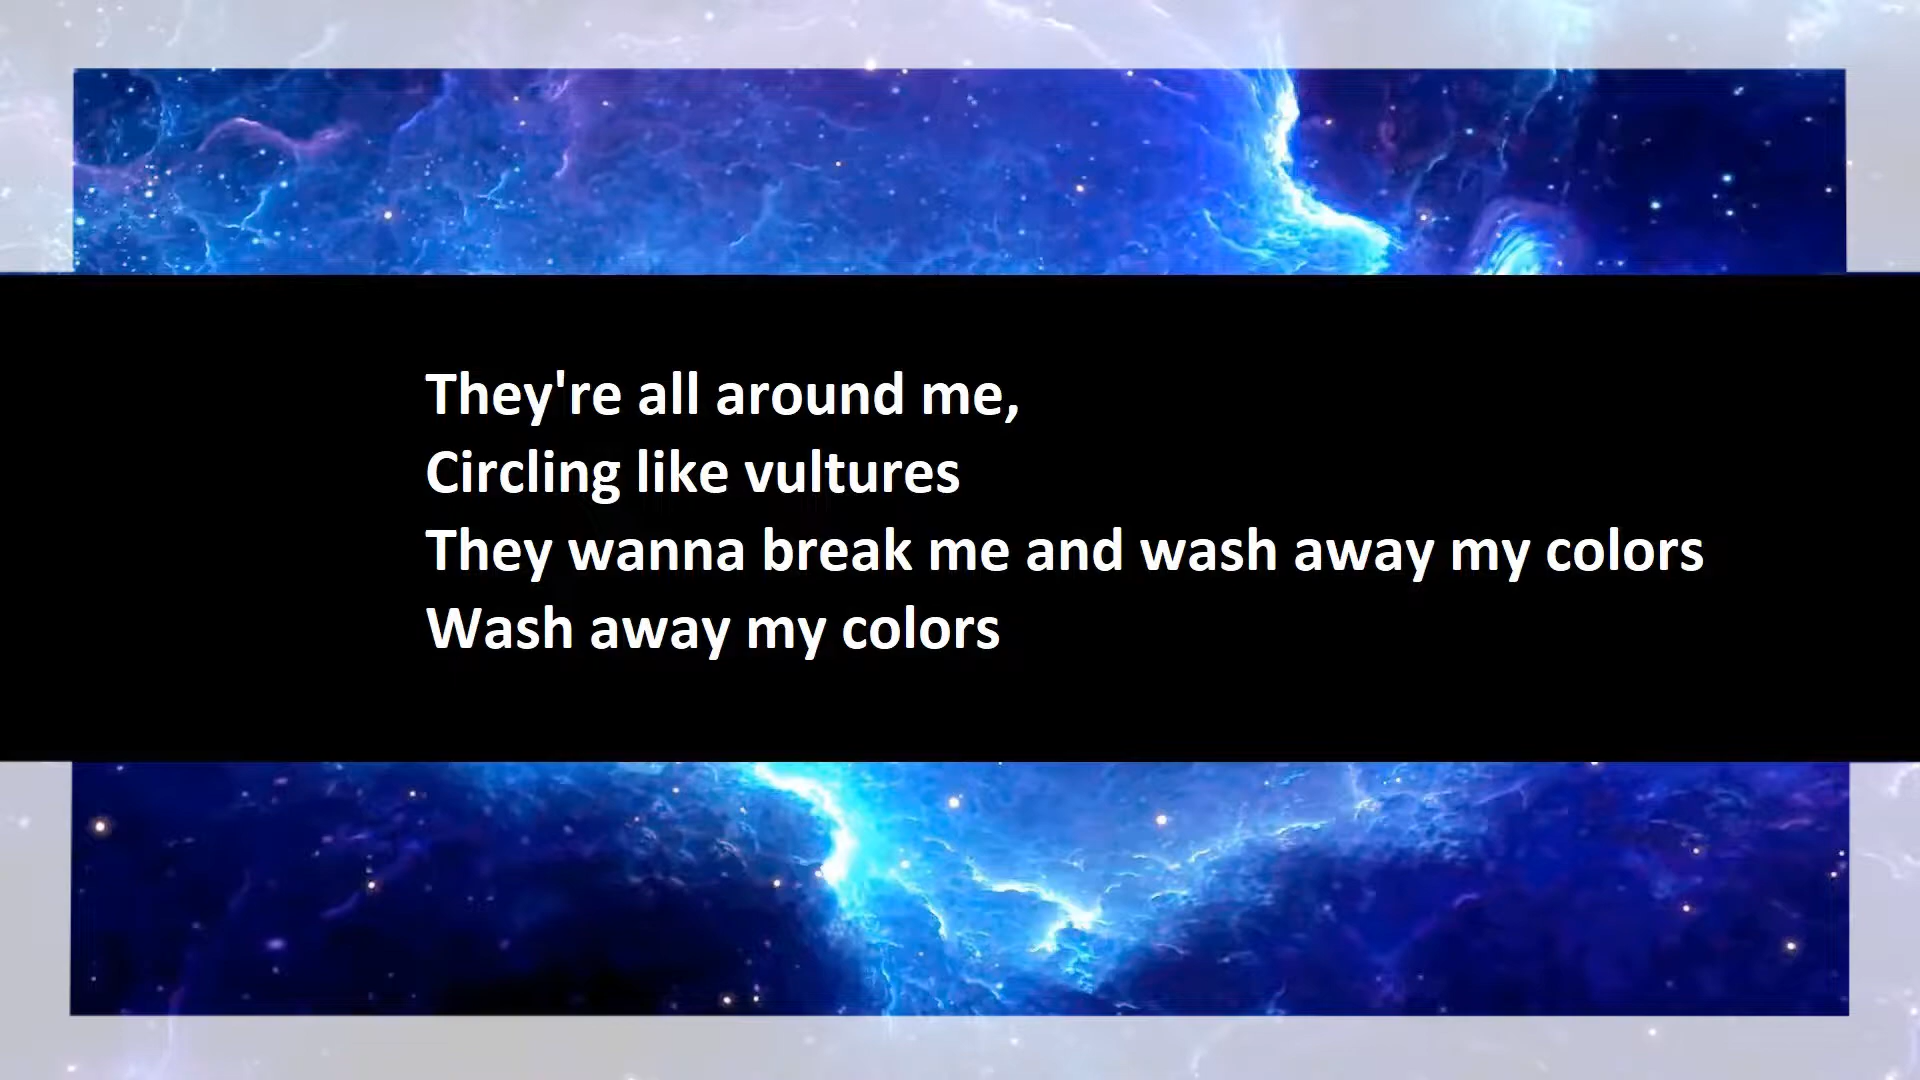 They're all around me,
Circling like vultures
They wanna break me and wash away my colors
Wash away my colors